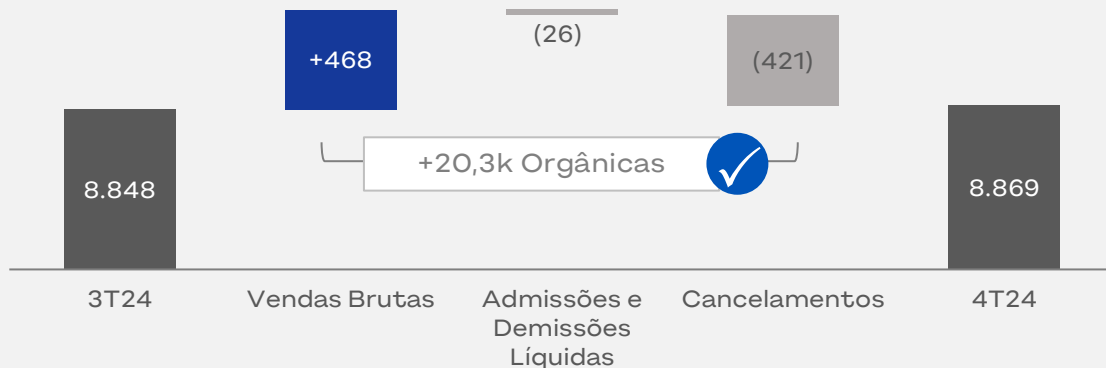 +468
(26)
(421)
+20,3k Orgânicas
8.848
8.869
3T24
Vendas Brutas
Admissões e
Demissões
Líquidas
Cancelamentos
4T24